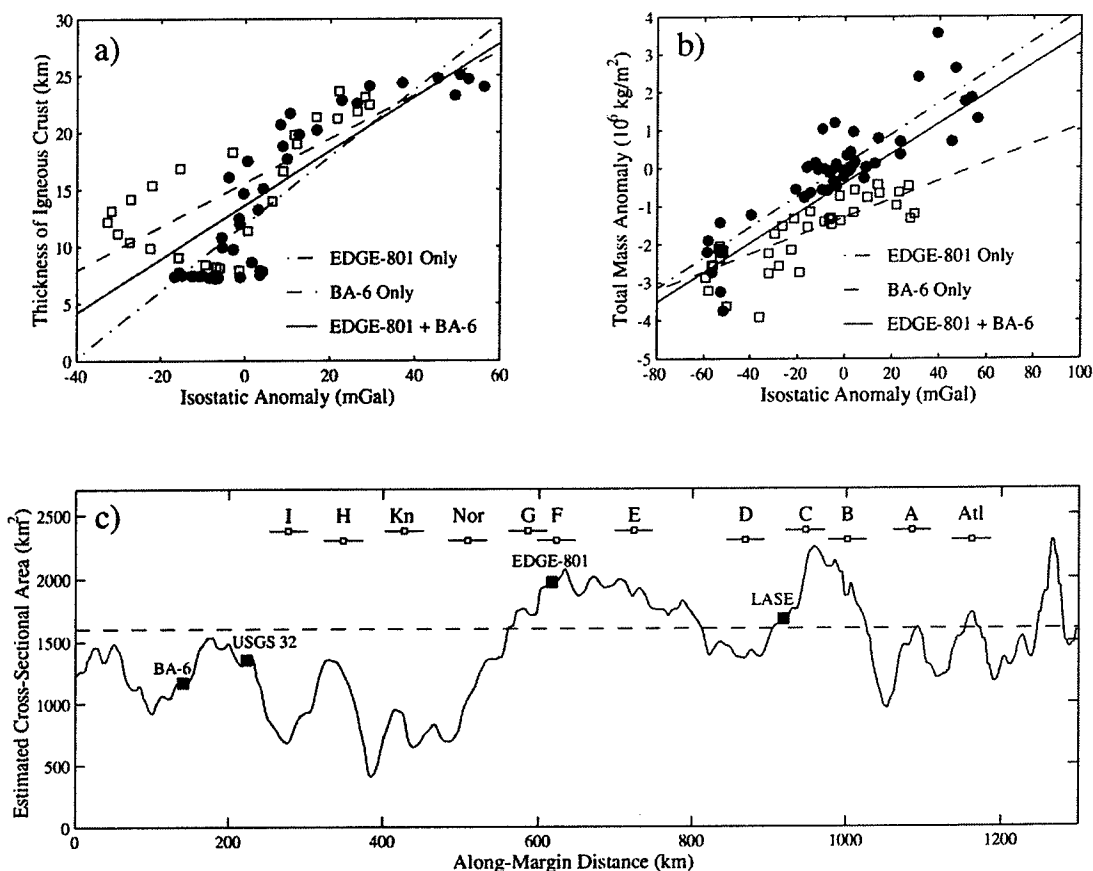 a)
Thickness of Igneous Crust (km)
30
25
20
15
10
5
0
-40
-20
0
20
40
60
Isostatic Anomaly (mGal)
EDGE-801 Only
BA-6 Only
EDGE-801 + BA-6
b)
Total Mass Anomaly (10⁶ kg/m²)
4
3
2
1
0
-1
-2
-3
-4
-5
-80
-60
-40
-20
0
20
40
60
80
100
Isostatic Anomaly (mGal)
EDGE-801 Only
BA-6 Only
EDGE-801 + BA-6
c)
Estimated Cross-Sectional Area (km²)
2500
2000
1500
1000
500
0
I H Kn Nor G F E D C B A Atl
EDGE-801
LASE
USGS 32
BA-6
0
200
400
600
800
1000
1200
Along-Margin Distance (km)